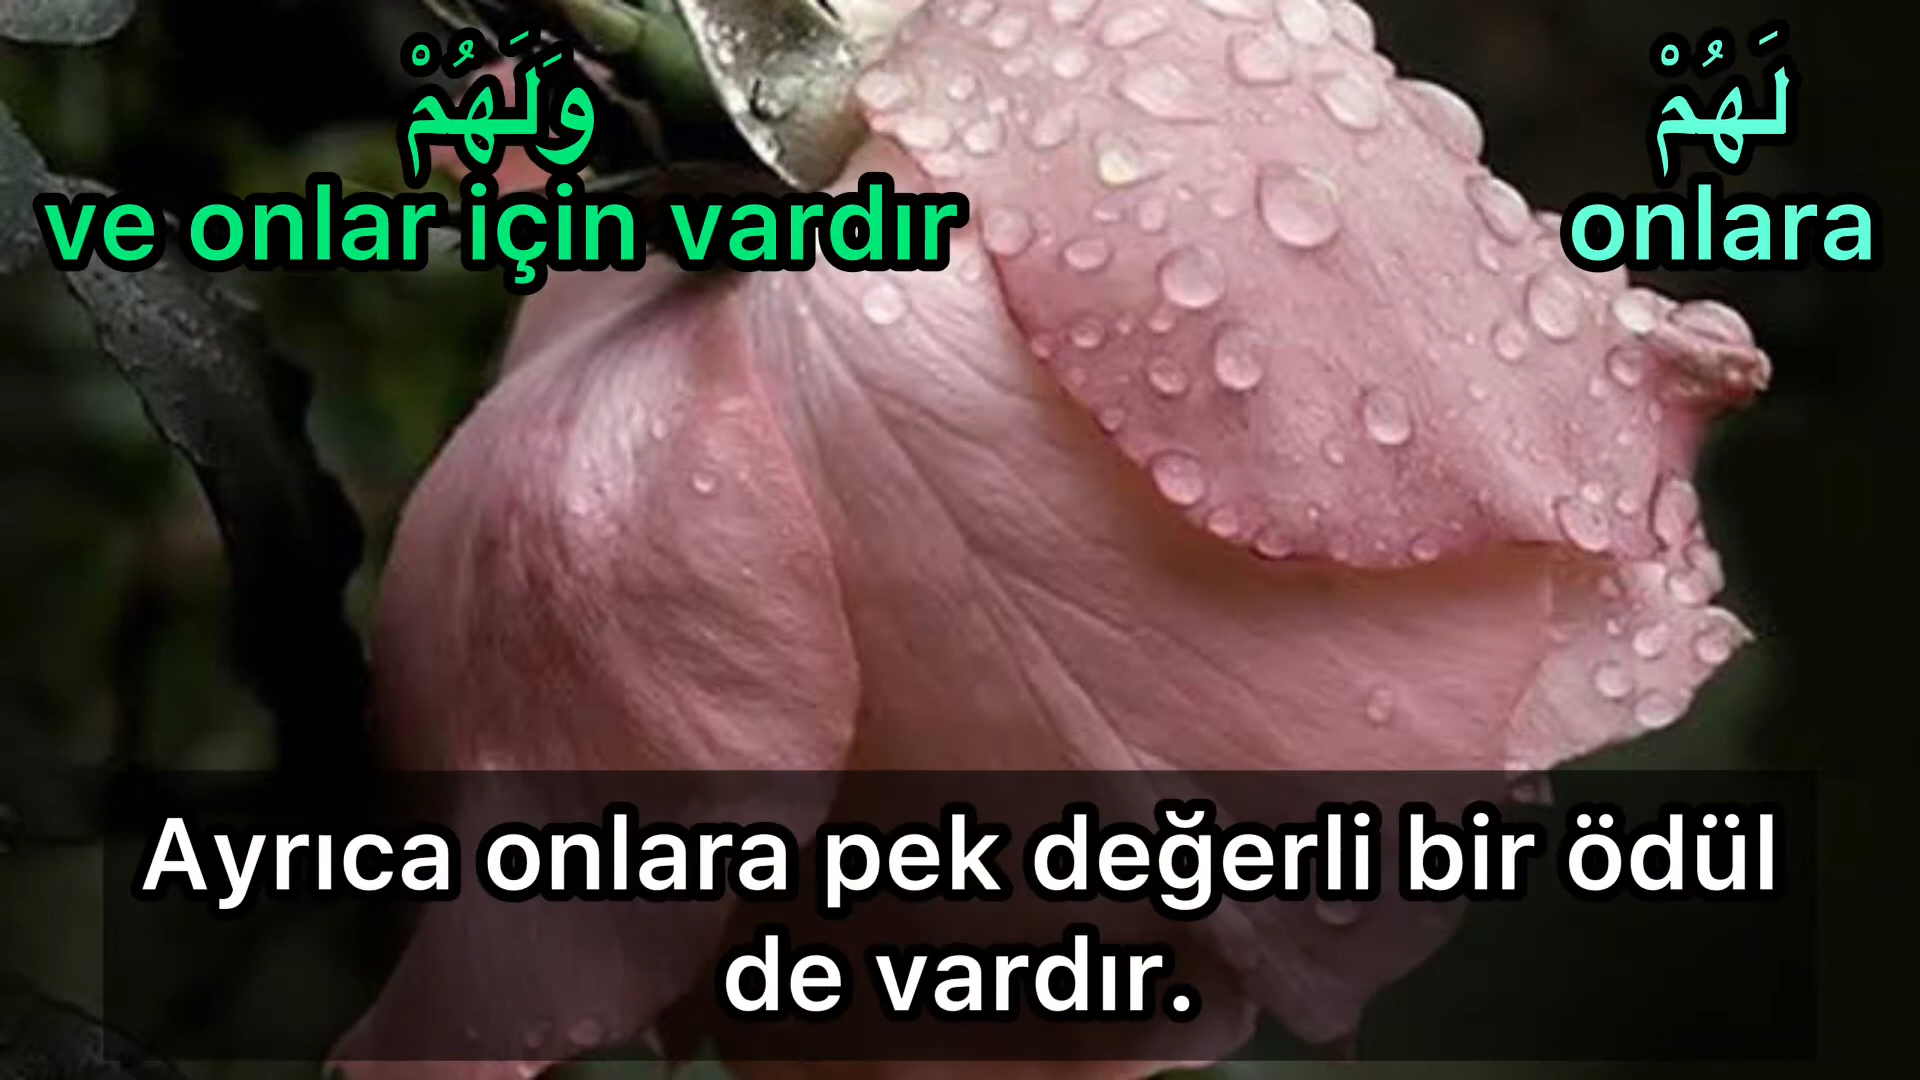 لَهُمْ
onlara
وَلَهُمْ
ve onlar için vardır
Ayrıca onlara pek değerli bir ödül
de vardır.